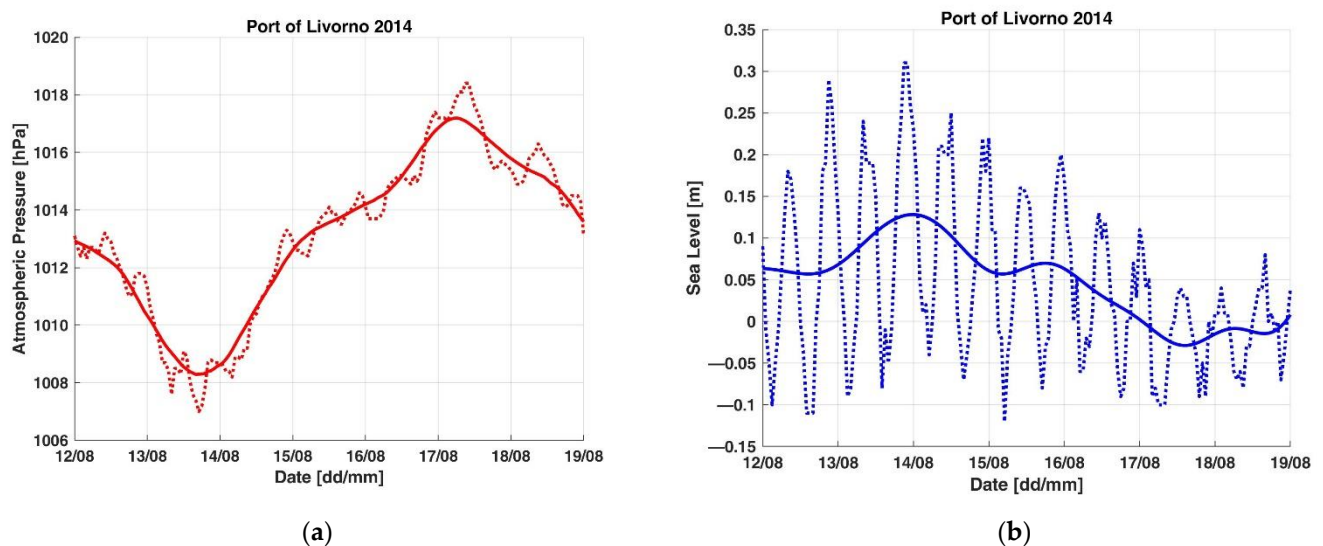 Port of Livorno 2014
1020
1018
1016
1014
1012
1010
1008
1006
Atmospheric Pressure [hPa]
12/08 13/08 14/08 15/08 16/08 17/08 18/08 19/08
Date [dd/mm]
(a)
Port of Livorno 2014
0.35
0.3
0.25
0.2
0.15
0.1
0.05
0
—0.05
—0.1
—0.15
Sea Level [m]
12/08 13/08 14/08 15/08 16/08 17/08 18/08 19/08
Date [dd/mm]
(b)